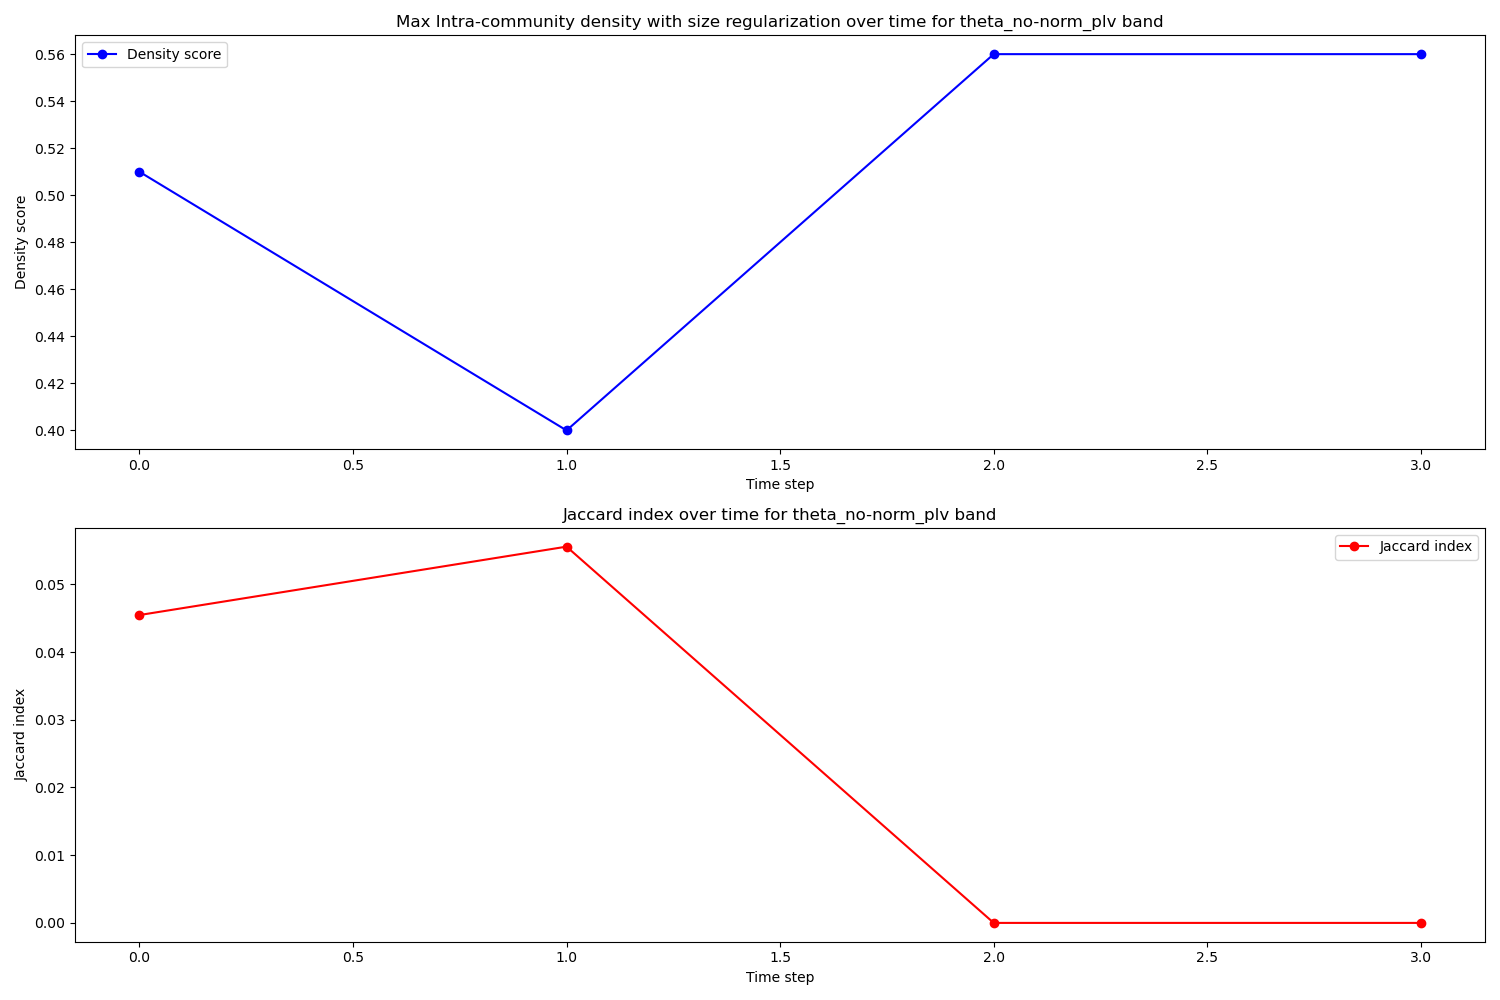 Max Intra-community density with size regularization over time for theta_no-norm_plv band
Density score
Density score
0.56
0.54
0.52
0.50
0.48
0.46
0.44
0.42
0.40
0.0 0.5 1.0 1.5 2.0 2.5 3.0
Time step
Jaccard index over time for theta_no-norm_plv band
Jaccard index
Jaccard index
0.05
0.04
0.03
0.02
0.01
0.00
0.0 0.5 1.0 1.5 2.0 2.5 3.0
Time step